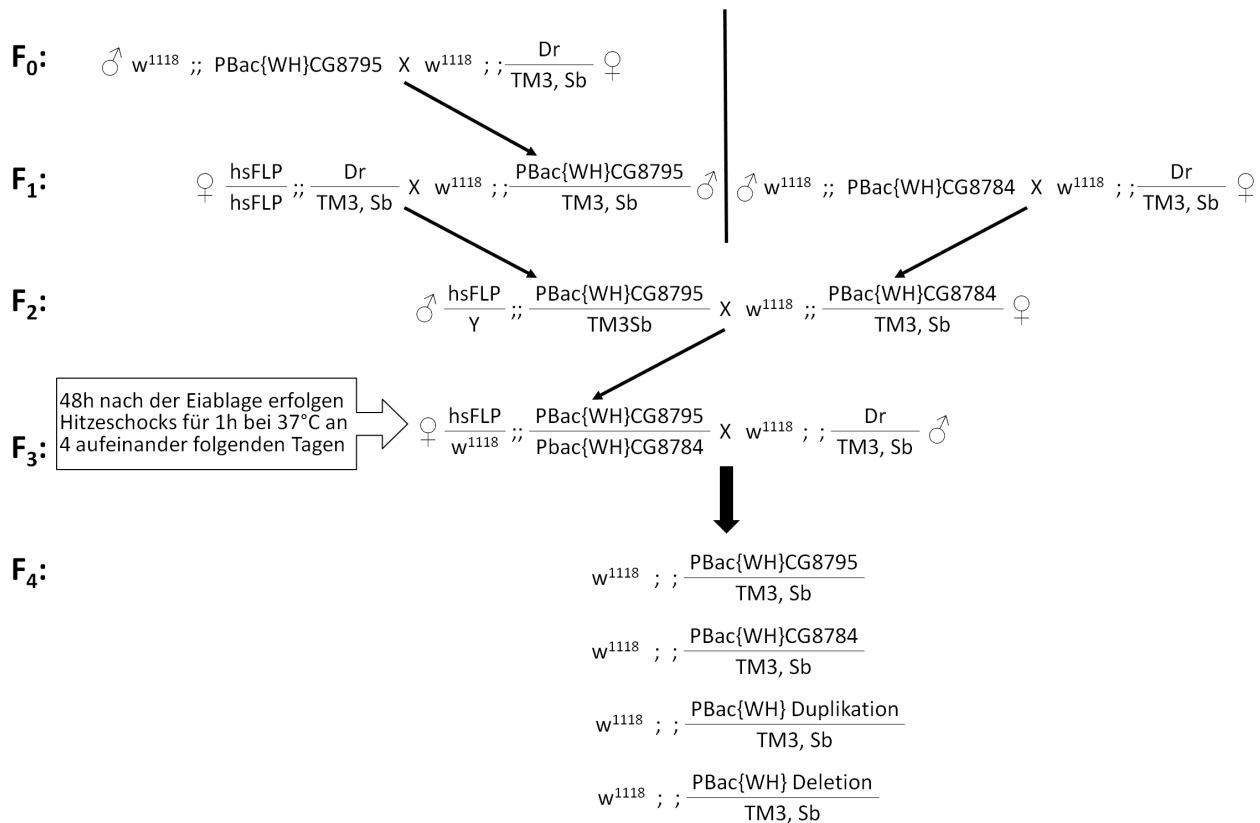 F0:
♂ w1118 ;; PBac{WH}CG8795 X w1118 ; ; Dr ♀
TM3, Sb
F1:
♀ hsFLP ;; Dr X w1118 ; ; PBac{WH}CG8795 ♂
hsFLP TM3, Sb TM3, Sb
♂ w1118 ;; PBac{WH}CG8784 X w1118 ; ; Dr ♀
TM3, Sb
F2:
♂ hsFLP ;; PBac{WH}CG8795 X w1118 ;; PBac{WH}CG8784 ♀
Y TM3Sb TM3, Sb
48h nach der Eiablage erfolgen
Hitzeschocks für 1h bei 37°C an
4 aufeinander folgenden Tagen
F3:
♀ hsFLP ;; PBac{WH}CG8795 X w1118 ; ; Dr ♂
w1118 Pbac{WH}CG8784 TM3, Sb
F4:
w1118 ; ; PBac{WH}CG8795
TM3, Sb
w1118 ; ; PBac{WH}CG8784
TM3, Sb
w1118 ; ; PBac{WH} Duplikation
TM3, Sb
w1118 ; ; PBac{WH} Deletion
TM3, Sb